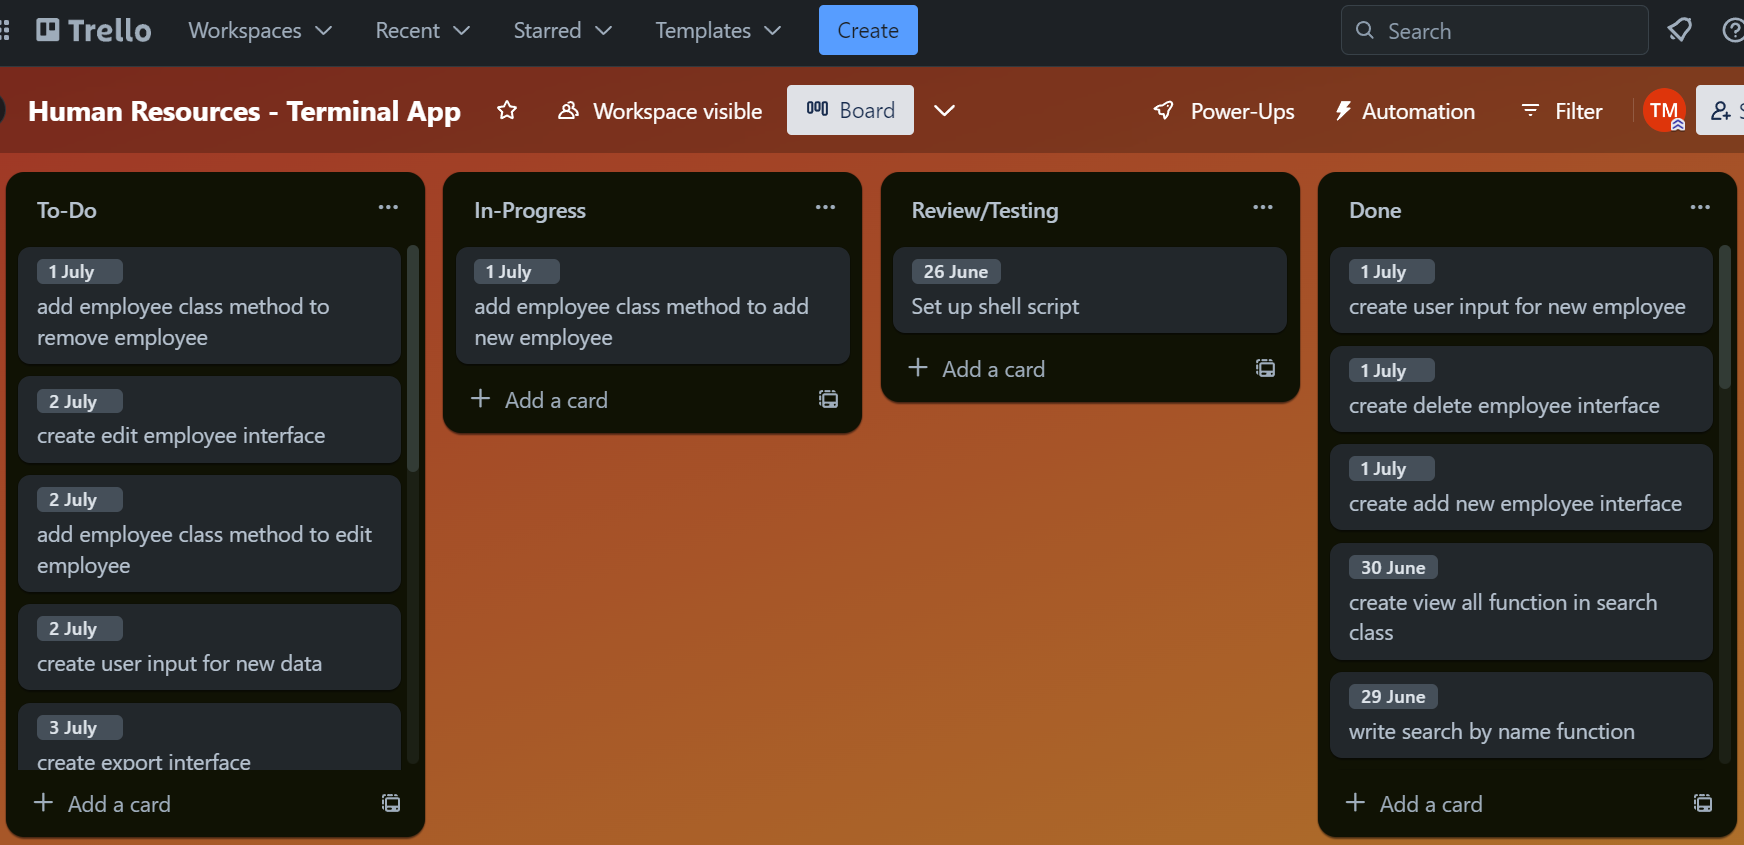 Trello
Workspaces
Recent
Starred
Templates
Create
Search
Human Resources - Terminal App
Workspace visible
Board
Power-Ups
Automation
Filter
TM
To-Do
1 July
add employee class method to
remove employee
2 July
create edit employee interface
2 July
add employee class method to edit
employee
2 July
create user input for new data
3 July
create export interface
Add a card
In-Progress
1 July
add employee class method to add
new employee
Add a card
Review/Testing
26 June
Set up shell script
Add a card
Done
1 July
create user input for new employee
1 July
create delete employee interface
1 July
create add new employee interface
30 June
create view all function in search
class
29 June
write search by name function
Add a card